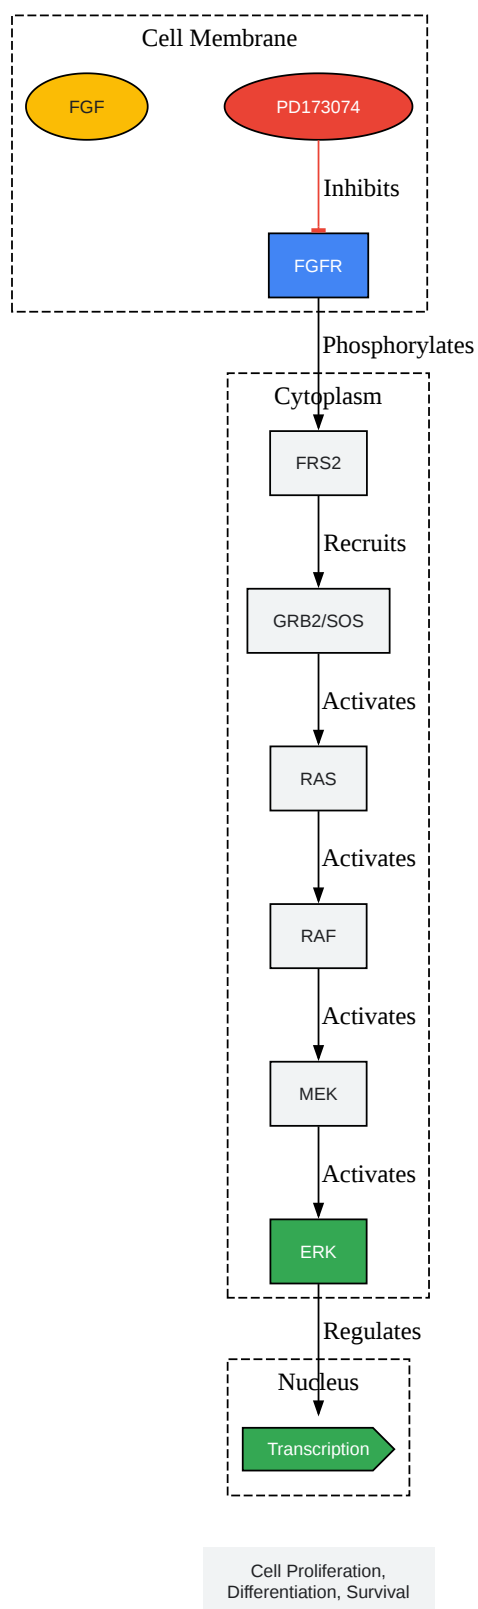 Cell Membrane
FGF
PD173074
Inhibits
FGFR
Phosphorylates
Cytoplasm
FRS2
Recruits
GRB2/SOS
Activates
RAS
Activates
RAF
Activates
MEK
Activates
ERK
Regulates
Nucleus
Transcription
Cell Proliferation,
Differentiation, Survival